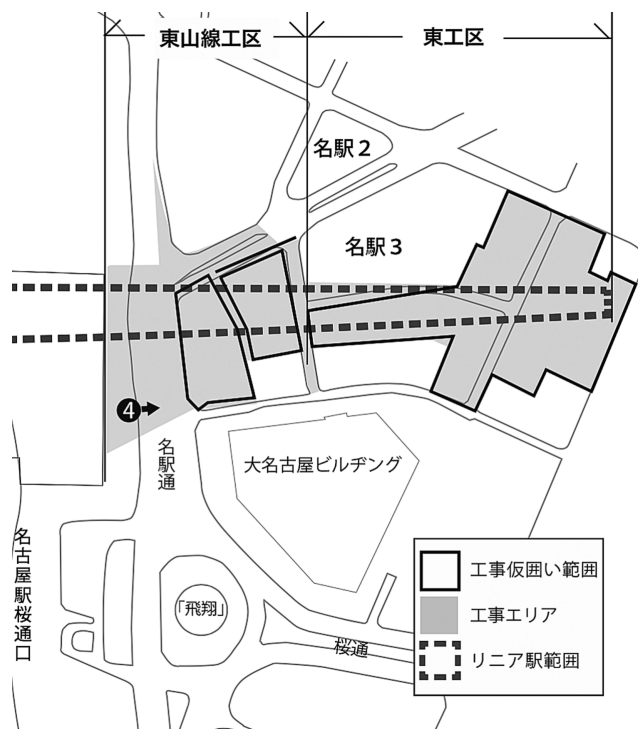 東山線工区
東工区
名駅2
名駅3
❹
名駅通
大名古屋ビルヂング
名古屋駅桜通口
「飛翔」
桜通
工事仮囲い範囲
工事エリア
リニア駅範囲